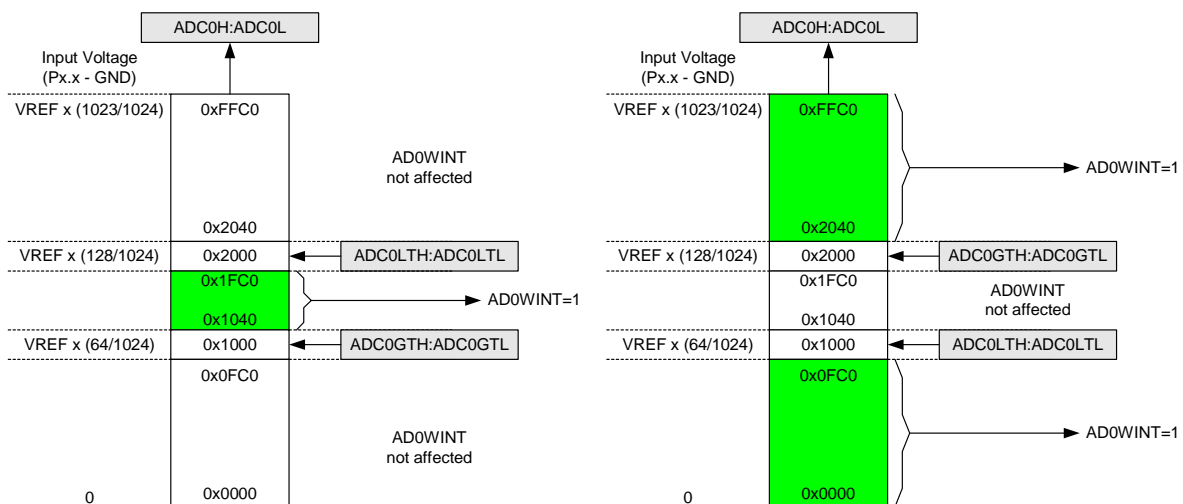 ADC0H:ADC0L
Input Voltage
(Px.x - GND)
VREF x (1023/1024)
0xFFC0
AD0WINT
not affected
0x2040
VREF x (128/1024)
0x2000
ADC0LTH:ADC0LTL
0x1FC0
AD0WINT=1
0x1040
VREF x (64/1024)
0x1000
ADC0GTH:ADC0GTL
0x0FC0
AD0WINT
not affected
0
0x0000
ADC0H:ADC0L
Input Voltage
(Px.x - GND)
VREF x (1023/1024)
0xFFC0
AD0WINT=1
0x2040
VREF x (128/1024)
0x2000
ADC0GTH:ADC0GTL
0x1FC0
AD0WINT
not affected
0x1040
VREF x (64/1024)
0x1000
ADC0LTH:ADC0LTL
0x0FC0
AD0WINT=1
0
0x0000